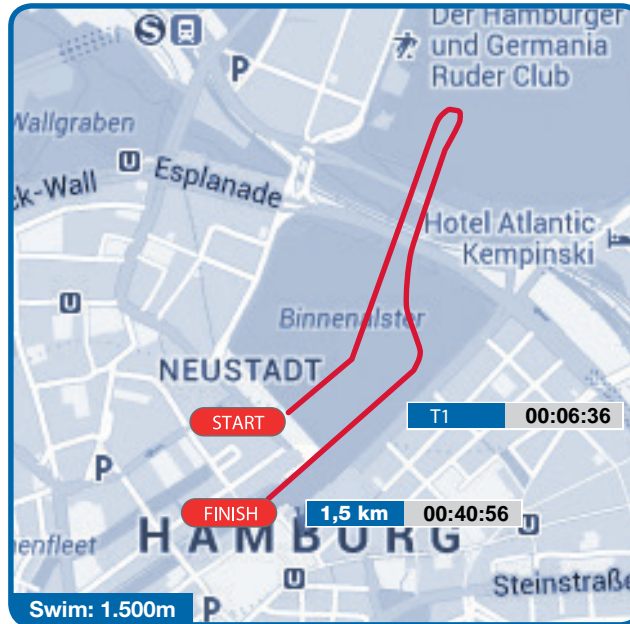 Der Hamburger
und Germania
Ruder Club
S
P
Wallgraben
U
ck-Wall
Esplanade
Hotel Atlantic
Kempinski
U
Binnenalster
NEUSTADT
START
T1 00:06:36
P
FINISH
1,5 km 00:40:56
U
HAMBURG
enfleet
U
Steinstraße
P
Swim: 1.500m